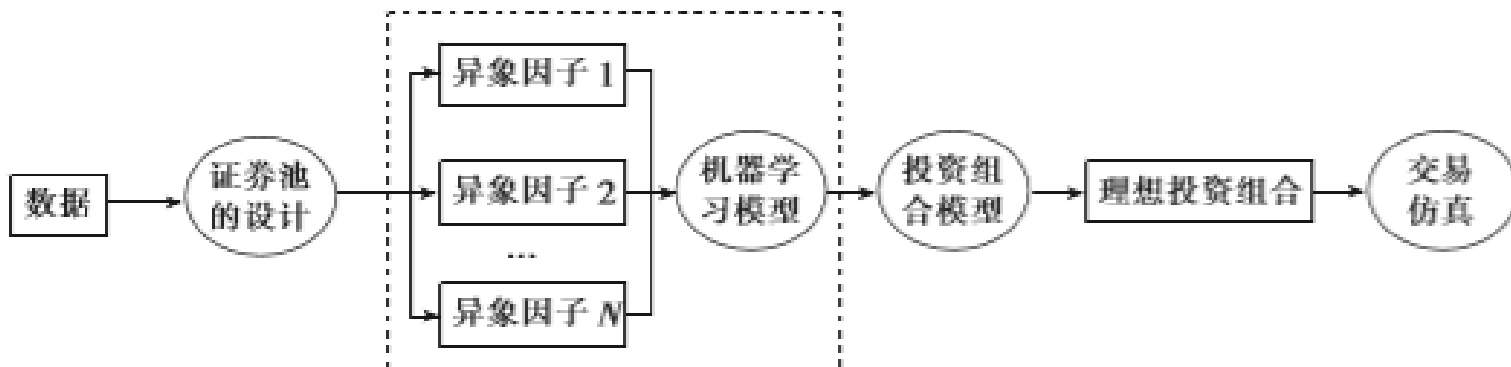 数据
证券池
的设计
异象因子 1
异象因子 2
...
异象因子 N
机器学
习模型
投资组
合模型
理想投资组合
交易
仿真